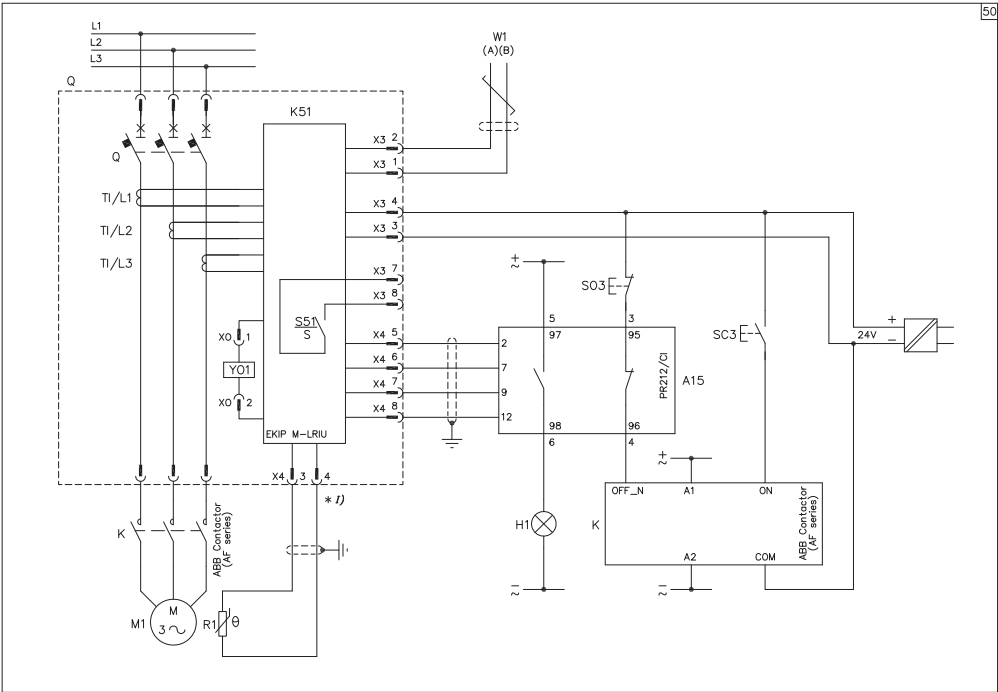 50
L1
L2
L3
Q
W1
(A)(B)
K51
X3 2
X3 1
X3 4
X3 3
X3 7
X3 8
X4 5
X4 6
X4 7
X4 8
Q
TI/L1
TI/L2
TI/L3
S51
S
X0 1
YO1
X0 2
EKIP M-LRIU
X4 3 4
* I)
+
~
5
97
3
95
SO3
SC3
+
24V
–
2
7
9
12
PR212/CI
A15
98
6
96
4
+
~
OFF_N
A1
ON
K
A2
COM
ABB Contactor
(AF series)
H1
–
~
–
~
K
ABB Contactor
(AF series)
M1
M
3 ~
R1
θ